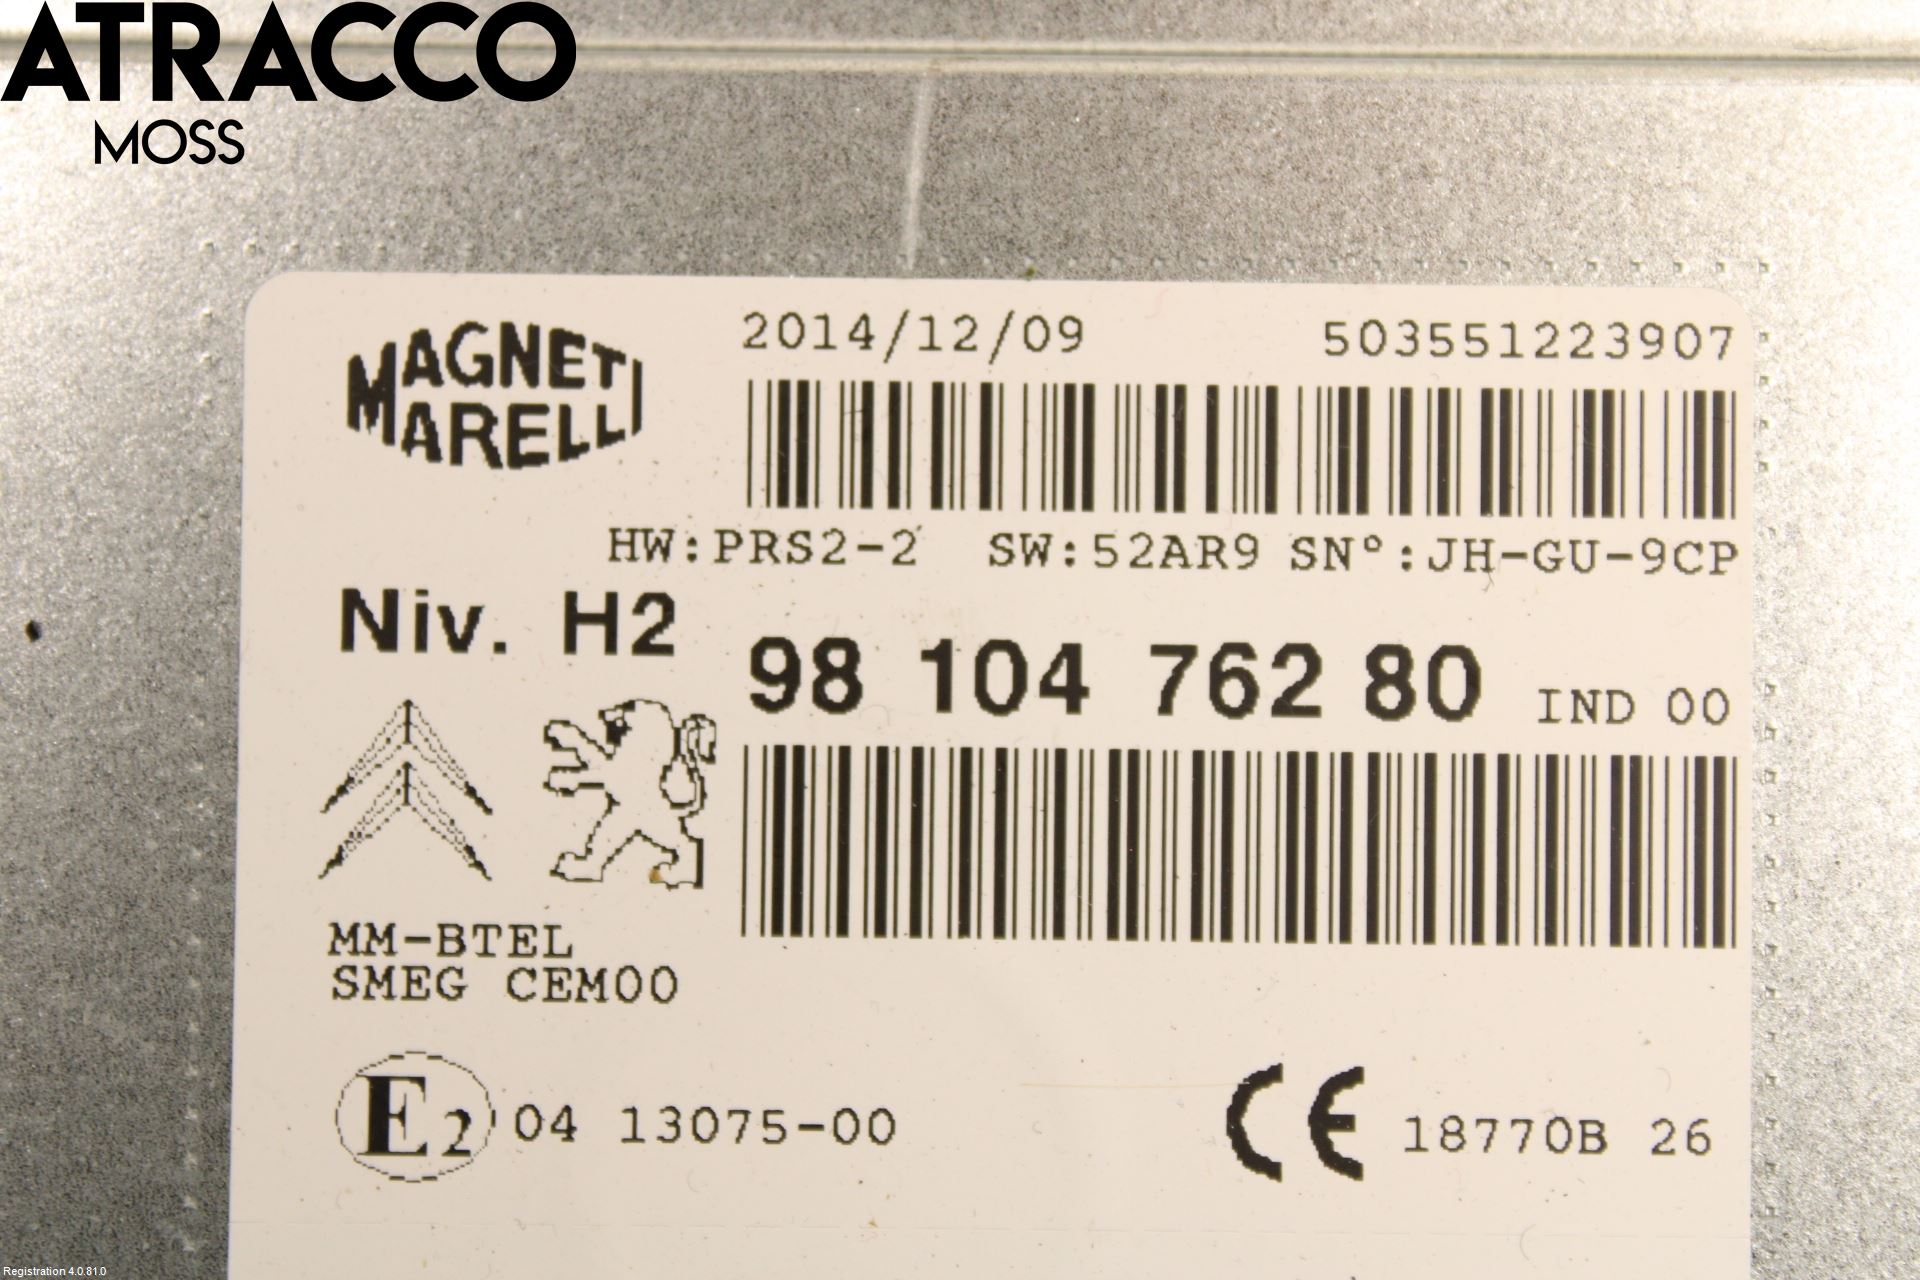 ATRACCO
MOSS
MAGNETI
MARELLI
2014/12/09 503551223907
HW:PRS2-2 SW:52AR9 SN°:JH-GU-9CP
Niv. H2
98 104 762 80 IND 00
MM-BTEL
SMEG CEM00
E2 04 13075-00
CE 18770B 26
Registration 4.0.81.0